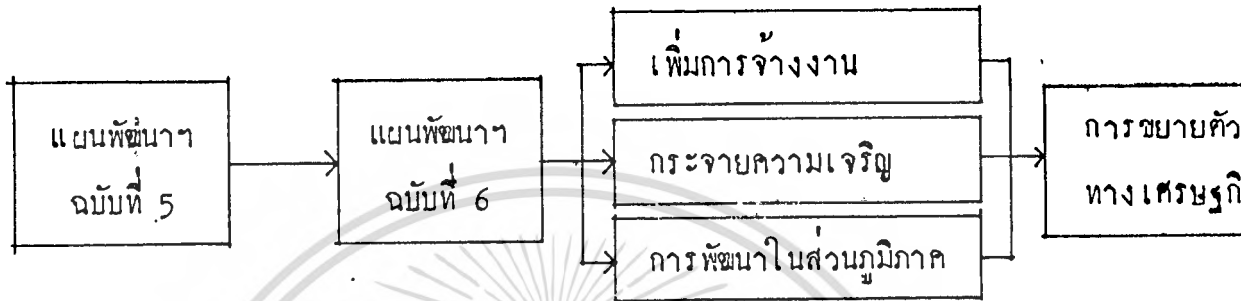 แผนพัฒนาฯ
ฉบับที่ 5
แผนพัฒนาฯ
ฉบับที่ 6
เพิ่มการจ้างงาน
กระจายความเจริญ
การพัฒนาในส่วนภูมิภาค
การขยายตัว
ทางเศรษฐกิ